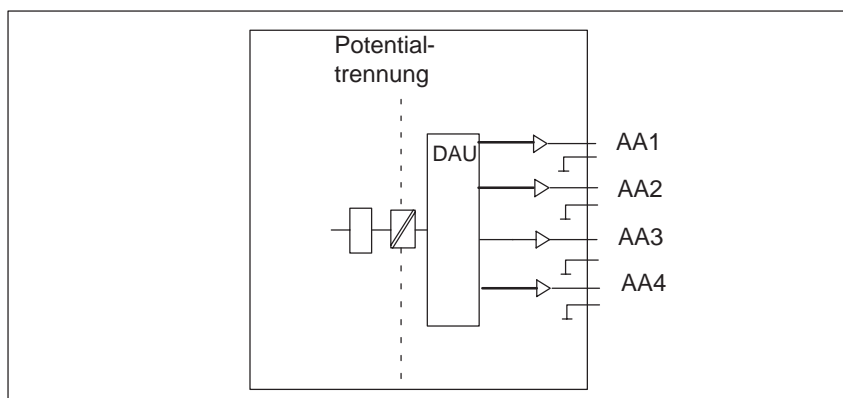 Potential-
trennung
DAU
AA1
AA2
AA3
AA4